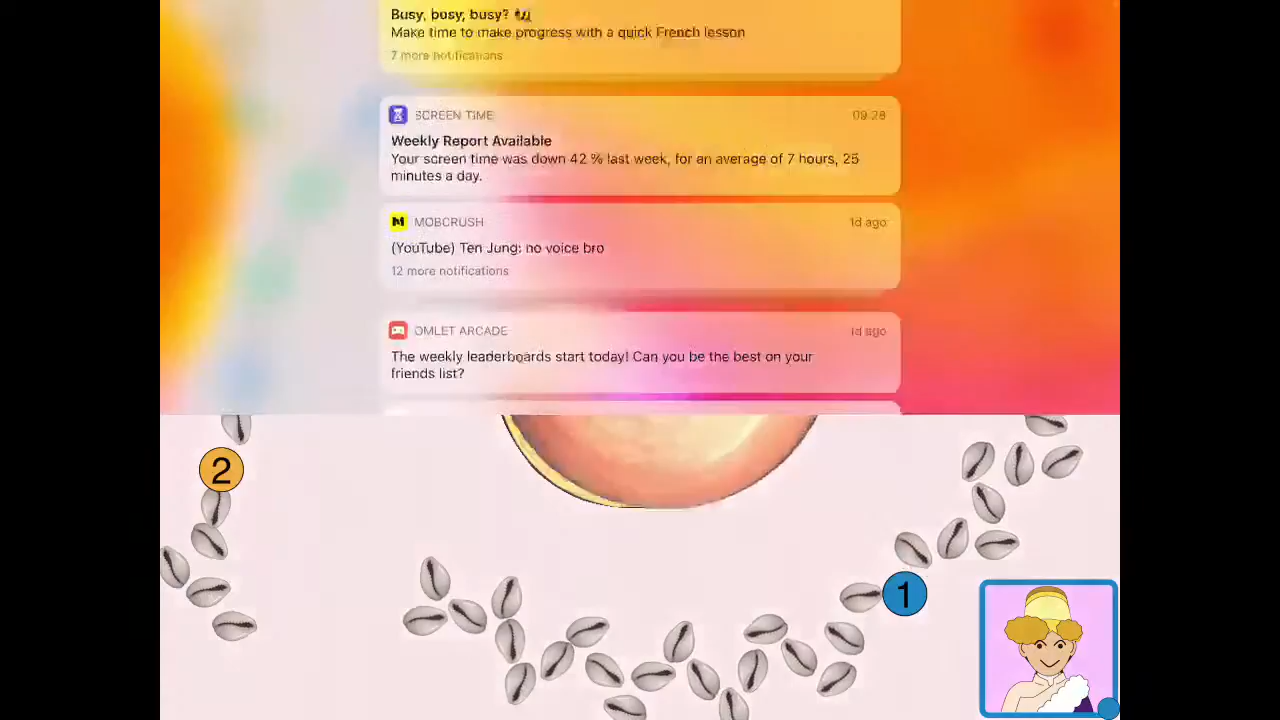 Busy, busy, busy?
Make time to make progress with a quick French lesson
7 more notifications
SCREEN TIME 09:28
Weekly Report Available
Your screen time was down 42 % last week, for an average of 7 hours, 25
minutes a day.
MOBCRUSH 1d ago
(YouTube) Ten Jung: no voice bro
12 more notifications
OMLET ARCADE 1d ago
The weekly leaderboards start today! Can you be the best on your
friends list?
2
1